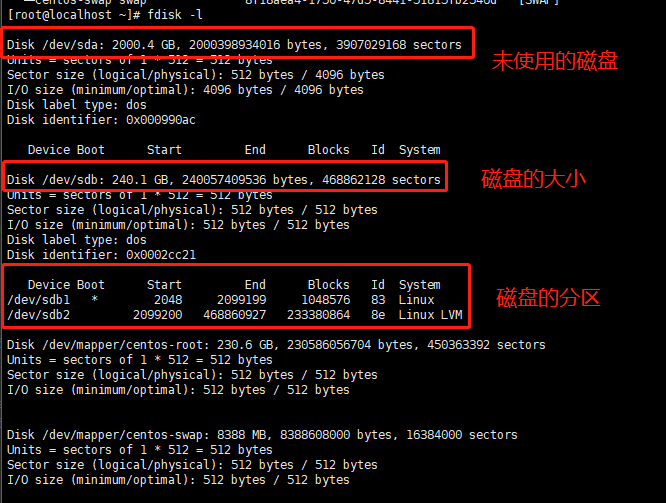 [root@localhost ~]# fdisk -l
Disk /dev/sda: 2000.4 GB, 2000398934016 bytes, 3907029168 sectors
未使用的磁盘
Units = sectors of 1 * 512 = 512 bytes
Sector size (logical/physical): 512 bytes / 4096 bytes
I/O size (minimum/optimal): 4096 bytes / 4096 bytes
Disk label type: dos
Disk identifier: 0x000990ac
Device Boot Start End Blocks Id System
Disk /dev/sdb: 240.1 GB, 240057409536 bytes, 468862128 sectors
磁盘的大小
Units = sectors of 1 * 512 = 512 bytes
Sector size (logical/physical): 512 bytes / 512 bytes
I/O size (minimum/optimal): 512 bytes / 512 bytes
Disk label type: dos
Disk identifier: 0x0002cc21
Device Boot Start End Blocks Id System
/dev/sdb1 * 2048 2099199 1048576 83 Linux
磁盘的分区
/dev/sdb2 2099200 468860927 233380864 8e Linux LVM
Disk /dev/mapper/centos-root: 230.6 GB, 230586056704 bytes, 450363392 sectors
Units = sectors of 1 * 512 = 512 bytes
Sector size (logical/physical): 512 bytes / 512 bytes
I/O size (minimum/optimal): 512 bytes / 512 bytes
Disk /dev/mapper/centos-swap: 8388 MB, 8388608000 bytes, 16384000 sectors
Units = sectors of 1 * 512 = 512 bytes
Sector size (logical/physical): 512 bytes / 512 bytes
I/O size (minimum/optimal): 512 bytes / 512 bytes